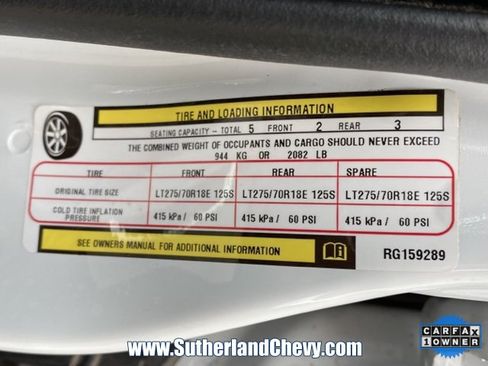 TIRE AND LOADING INFORMATION
SEATING CAPACITY - TOTAL 5 FRONT 2 REAR 3
THE COMBINED WEIGHT OF OCCUPANTS AND CARGO SHOULD NEVER EXCEED
944 KG OR 2082 LB
TIRE FRONT REAR SPARE
ORIGINAL TIRE SIZE LT275/70R18E 125S LT275/70R18E 125S LT275/70R18E 125S
COLD TIRE INFLATION PRESSURE 415 kPa / 60 PSI 415 kPa / 60 PSI 415 kPa / 60 PSI
SEE OWNERS MANUAL FOR ADDITIONAL INFORMATION
RG159289
CARFAX
1 OWNER
www.SutherlandChevy.com